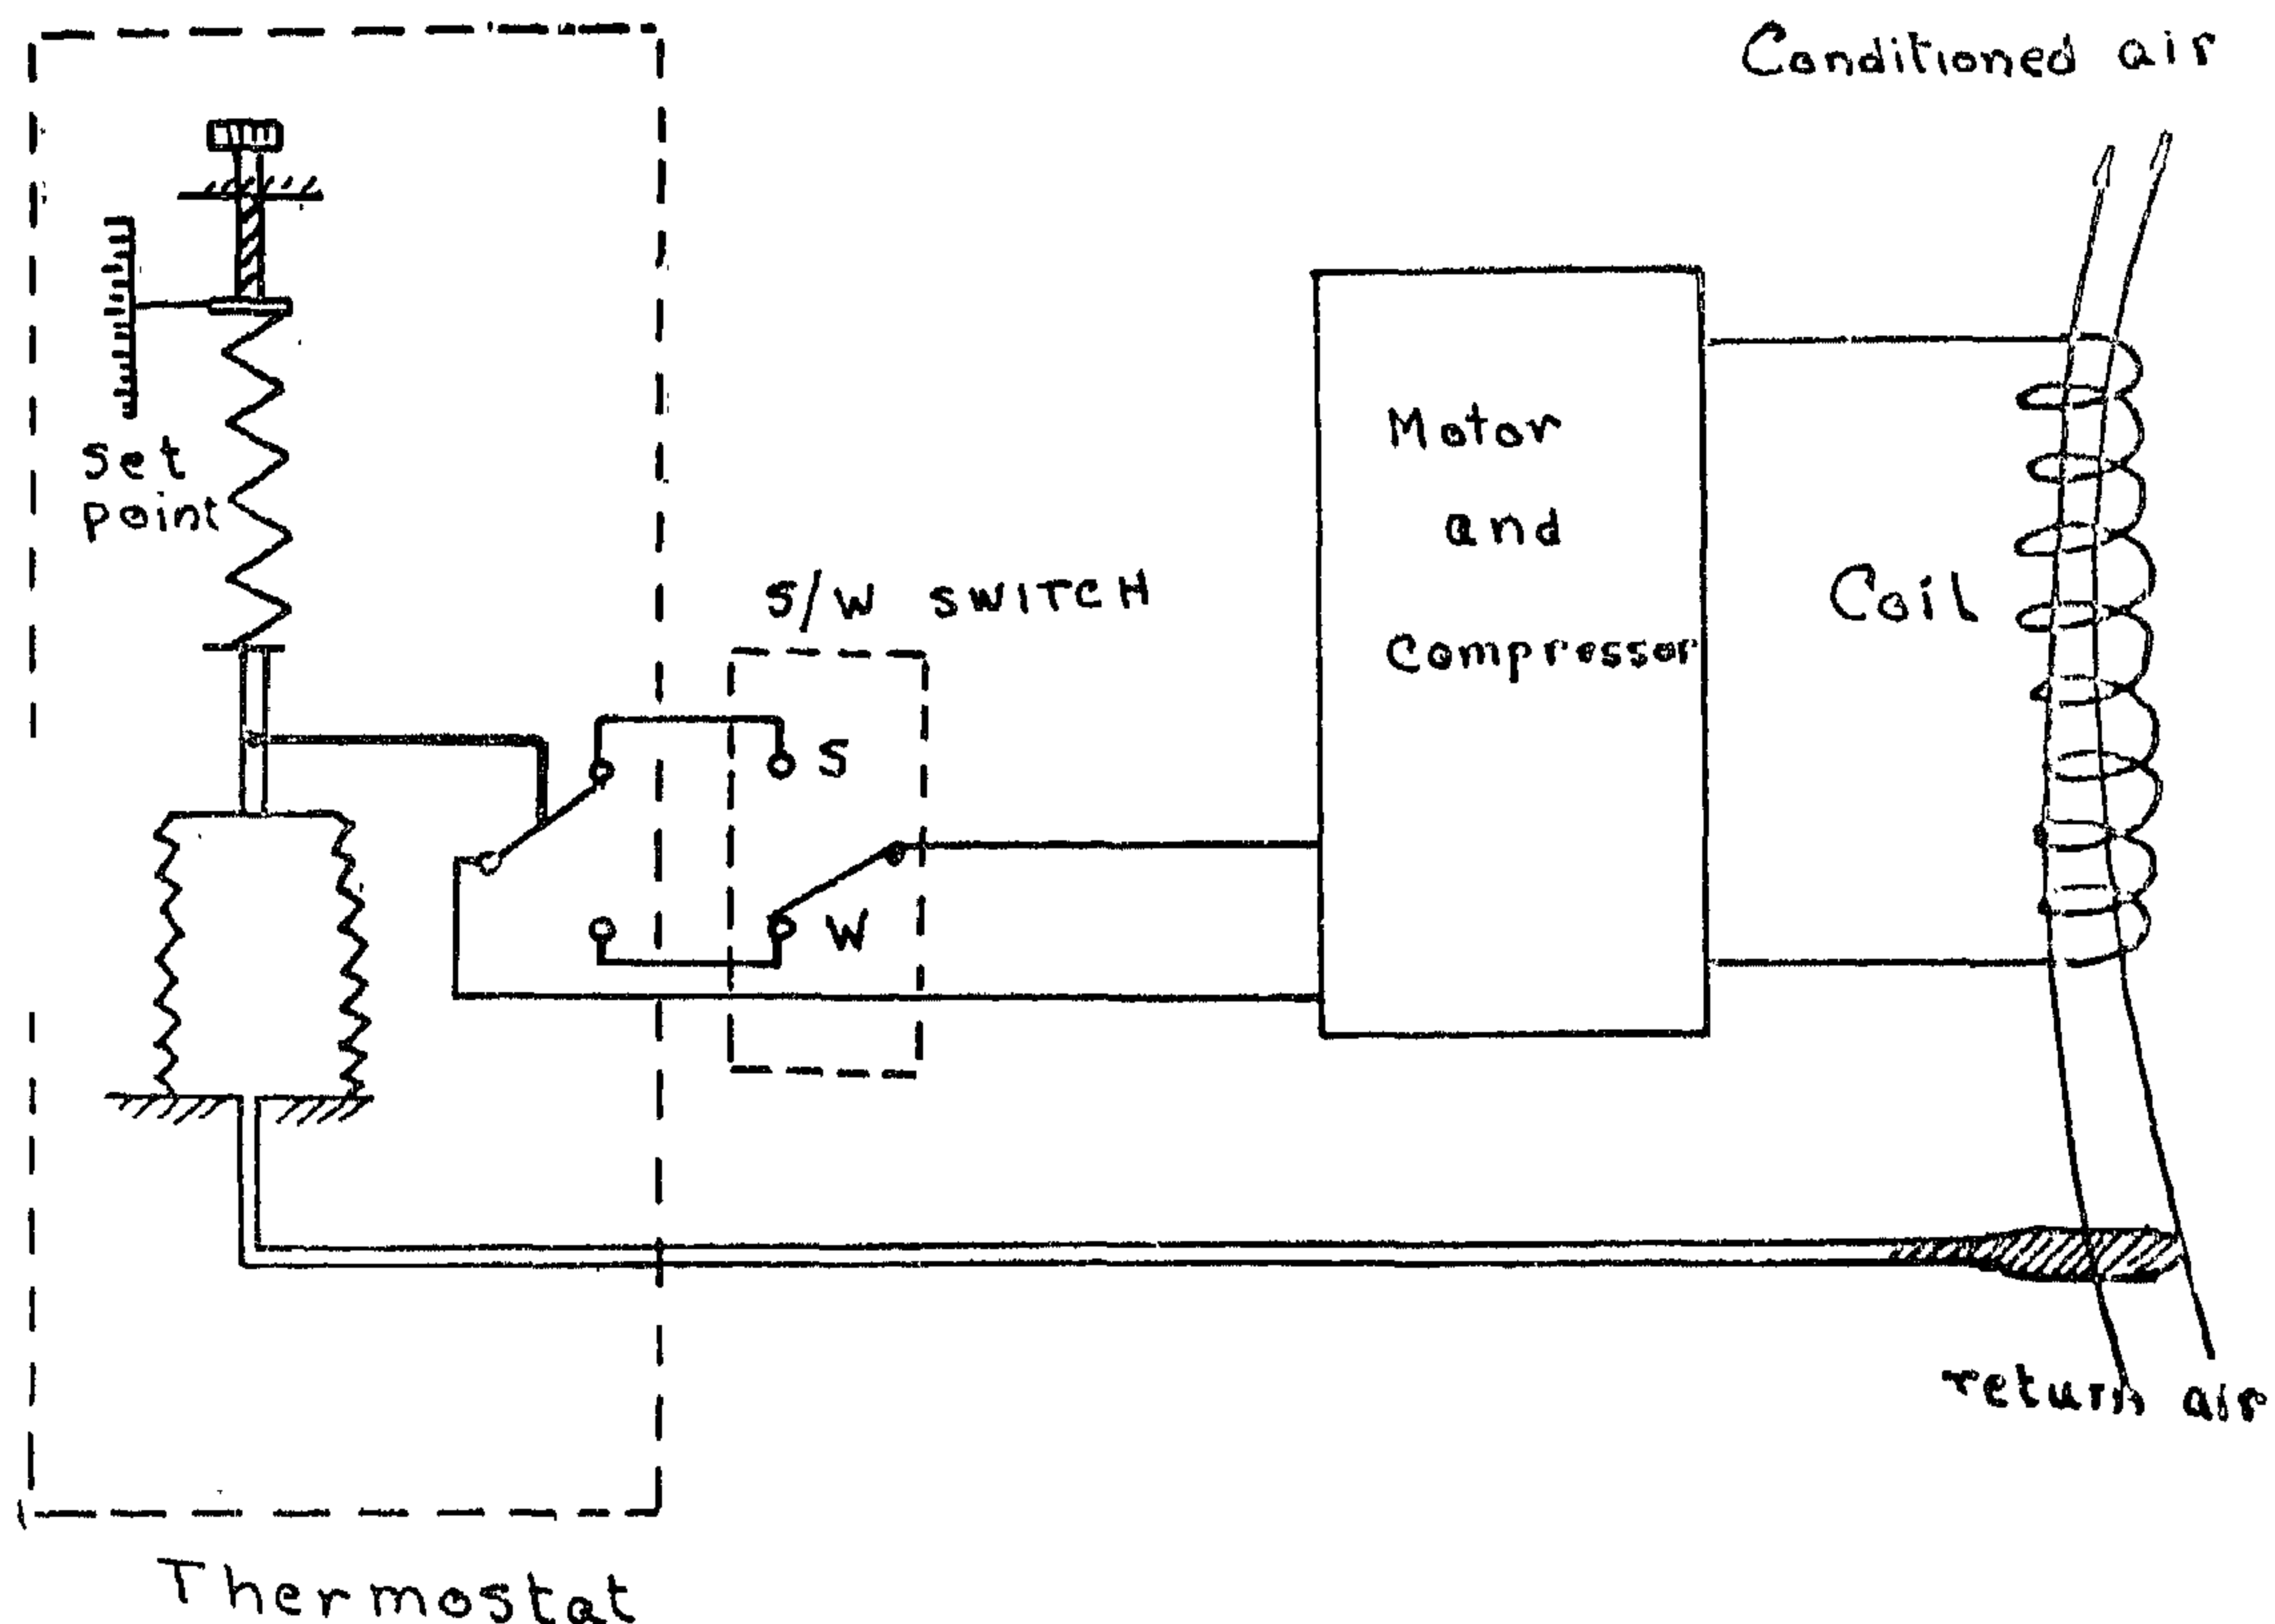 Conditioned air
set
point
S/W SWITCH
Motor
and
Compressor
Coil
S
W
return air
Thermostat